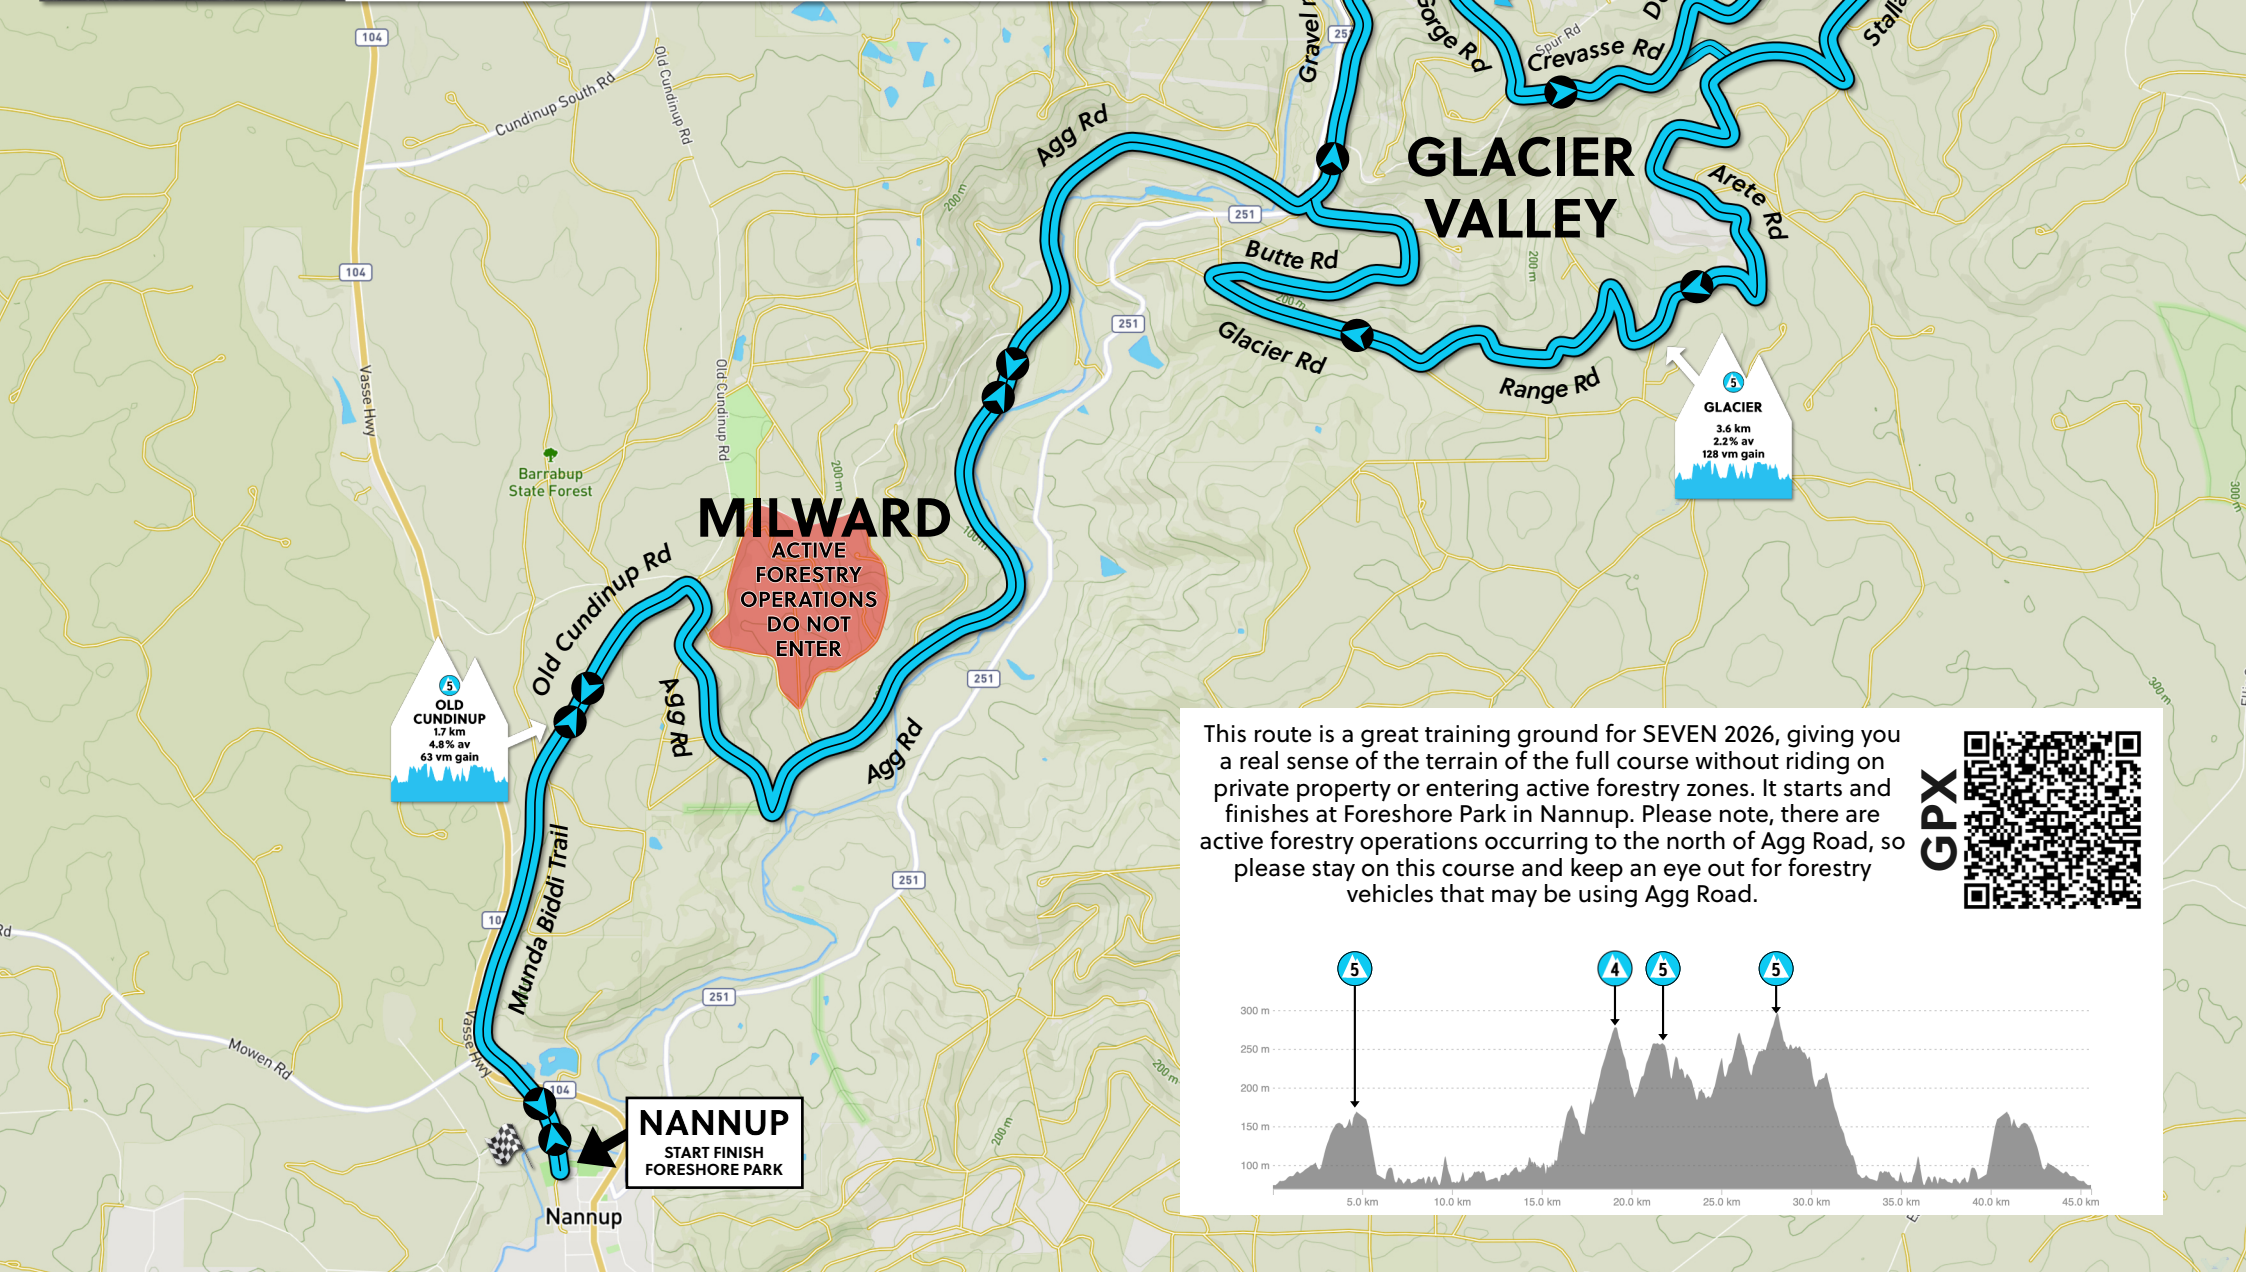 104
Cundinup South Rd
Old Cundinup Rd
Gravel
251
Gorge Rd
Spur Rd
Crevasse Rd
Agg Rd
GLACIER
VALLEY
Arete Rd
200 m
251
Butte Rd
200 m
200 m
104
251
Glacier Rd
Range Rd
5
GLACIER
3.6 km
2.2% av
128 vm gain
Vasse Hwy
Old Cundinup Rd
Barrabup
State Forest
200 m
300 m
MILWARD
ACTIVE
FORESTRY
OPERATIONS
DO NOT
ENTER
100 m
Old Cundinup Rd
5
OLD
CUNDINUP
1.7 km
4.8% av
63 vm gain
Agg Rd
251
Agg Rd
300 m
This route is a great training ground for SEVEN 2026, giving you
a real sense of the terrain of the full course without riding on
private property or entering active forestry zones. It starts and
finishes at Foreshore Park in Nannup. Please note, there are
active forestry operations occurring to the north of Agg Road, so
please stay on this course and keep an eye out for forestry
vehicles that may be using Agg Road.
GPX
251
Munda Biddi Trail
10
Rd
251
Vasse Hwy
Mowen Rd
104
200 m
200 m
NANNUP
START FINISH
FORESHORE PARK
Nannup
5
4
5
5
300 m
250 m
200 m
150 m
100 m
5.0 km
10.0 km
15.0 km
20.0 km
25.0 km
30.0 km
35.0 km
40.0 km
45.0 km